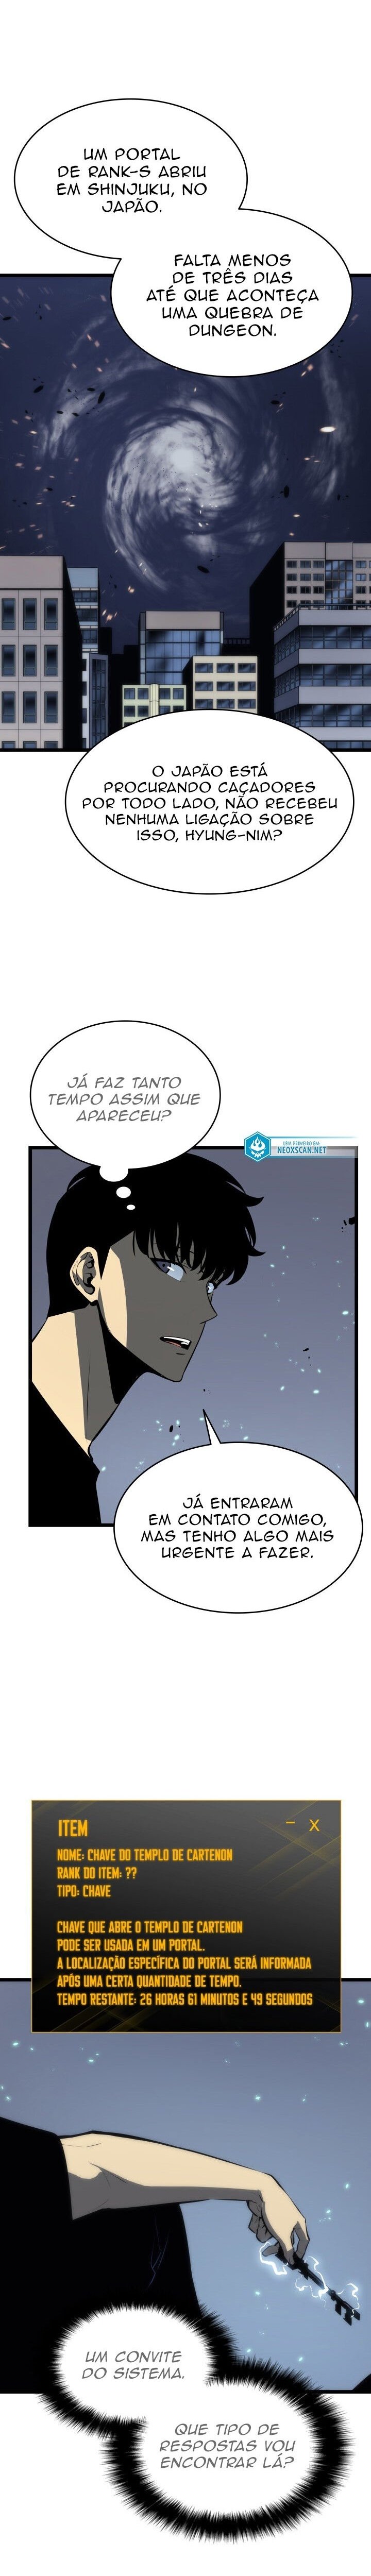 UM PORTAL
DE RANK-S ABRIU
EM SHINJUKU, NO
JAPÃO.
FALTA MENOS
DE TRÊS DIAS
ATÉ QUE ACONTEÇA
UMA QUEBRA DE
DUNGEON.
O JAPÃO ESTÁ
PROCURANDO CAÇADORES
POR TODO LADO, NÃO RECEBEU
NENHUMA LIGAÇÃO SOBRE
ISSO, HYUNG-NIM?
JÁ FAZ TANTO
TEMPO ASSIM QUE
APARECEU?
LEIA PRIMEIRO EM
NEOXSCAN.NET
JÁ ENTRARAM
EM CONTATO COMIGO,
MAS TENHO ALGO MAIS
URGENTE A FAZER.
ITEM - X
NOME: CHAVE DO TEMPLO DE CARTENON
RANK DO ITEM: ??
TIPO: CHAVE
CHAVE QUE ABRE O TEMPLO DE CARTENON
PODE SER USADA EM UM PORTAL.
A LOCALIZAÇÃO ESPECÍFICA DO PORTAL SERÁ INFORMADA
APÓS UMA CERTA QUANTIDADE DE TEMPO.
TEMPO RESTANTE: 26 HORAS 61 MINUTOS E 49 SEGUNDOS
UM CONVITE
DO SISTEMA.
QUE TIPO DE
RESPOSTAS VOU
ENCONTRAR LÁ?